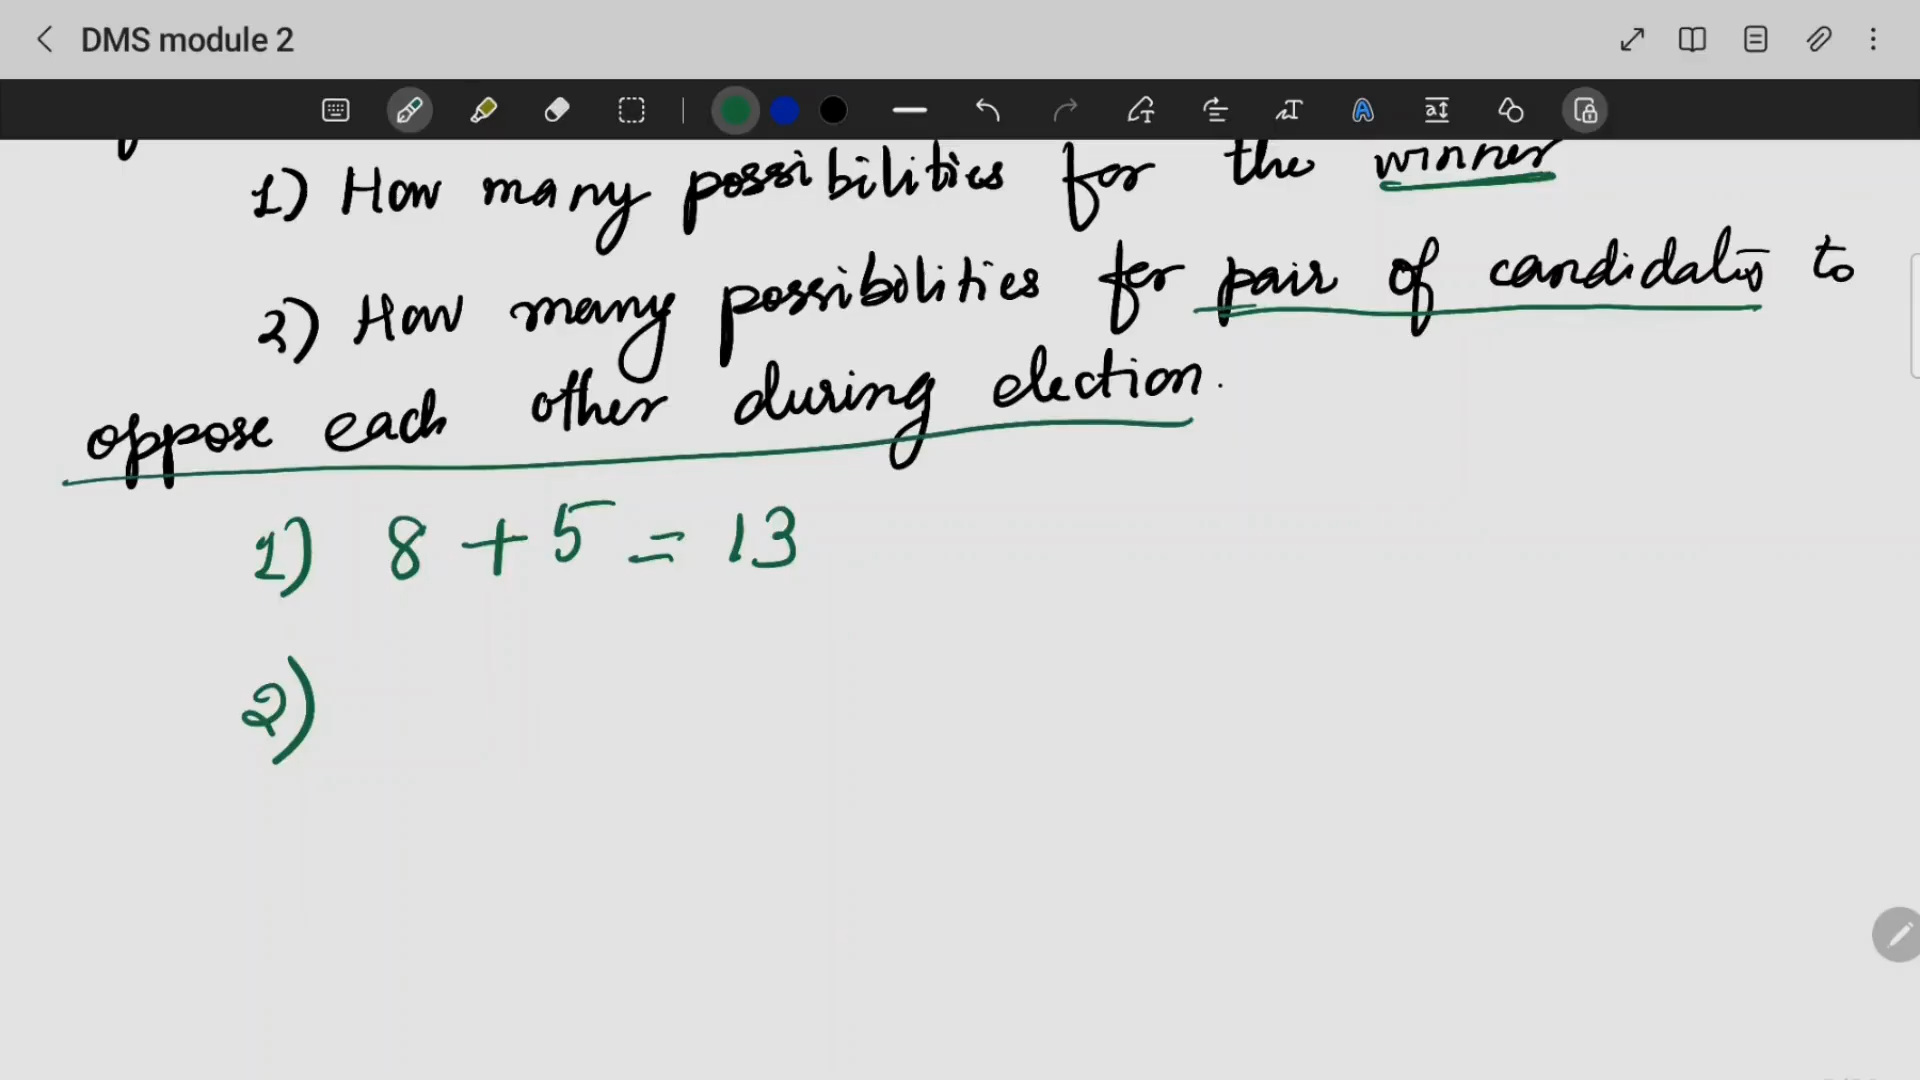 DMS module 2
1) How many possibilities for the winner
2) How many possibilities for pair of candidates to
oppose each other during election.
1) 8 + 5 = 13
2)